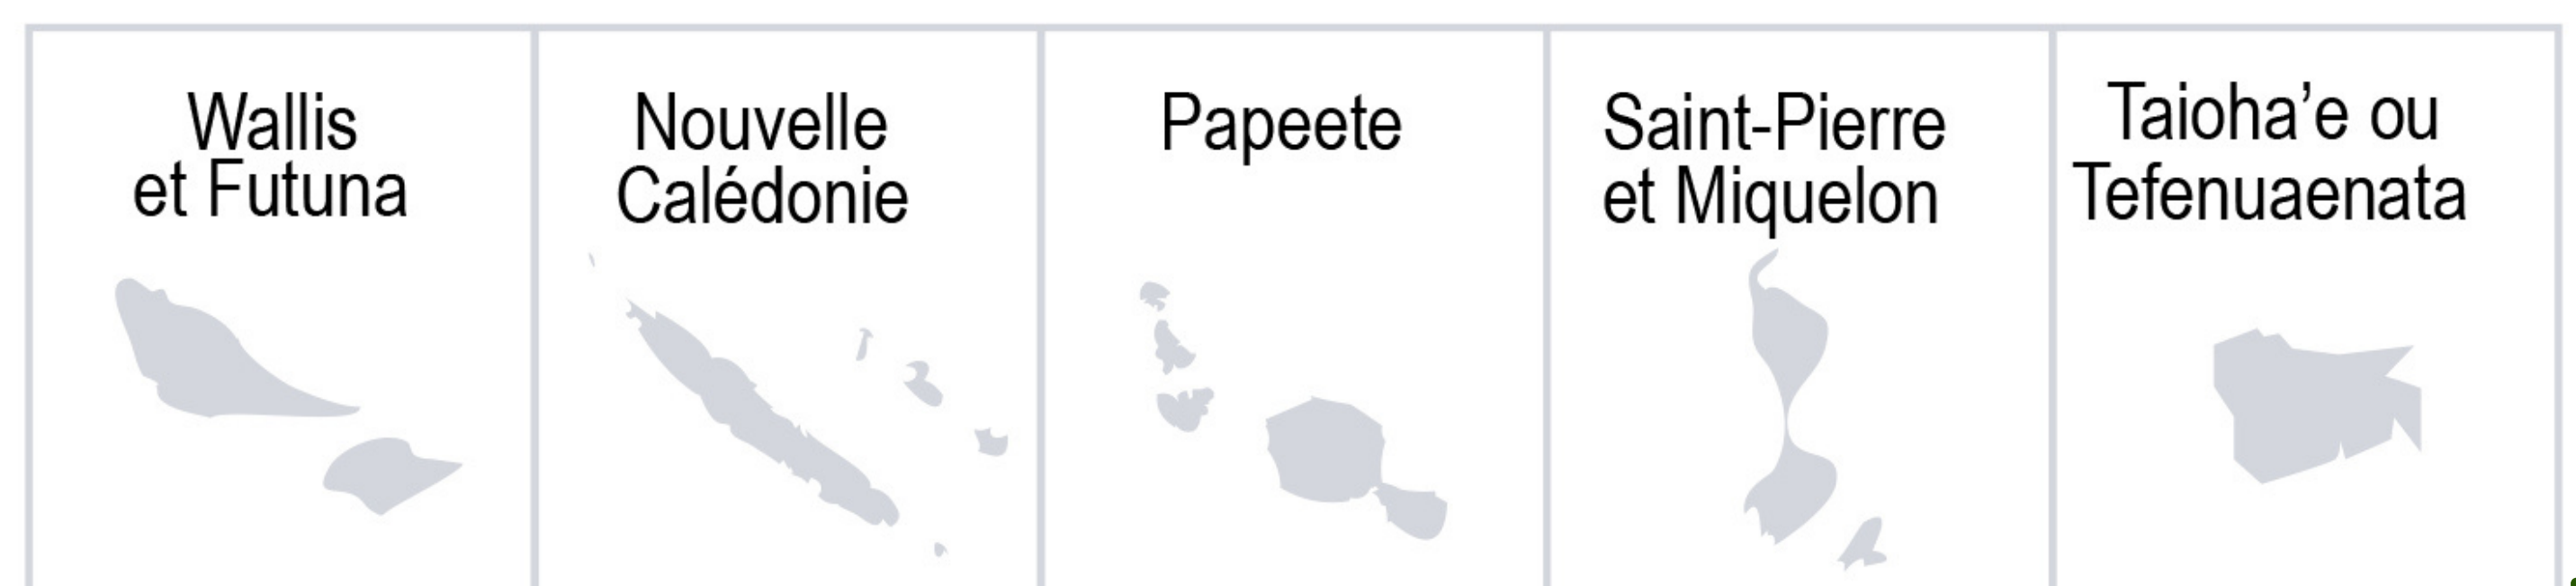 Wallis
et Futuna
Nouvelle
Calédonie
Papeete
Saint-Pierre
et Miquelon
Taioha’e ou
Tefenuaenata